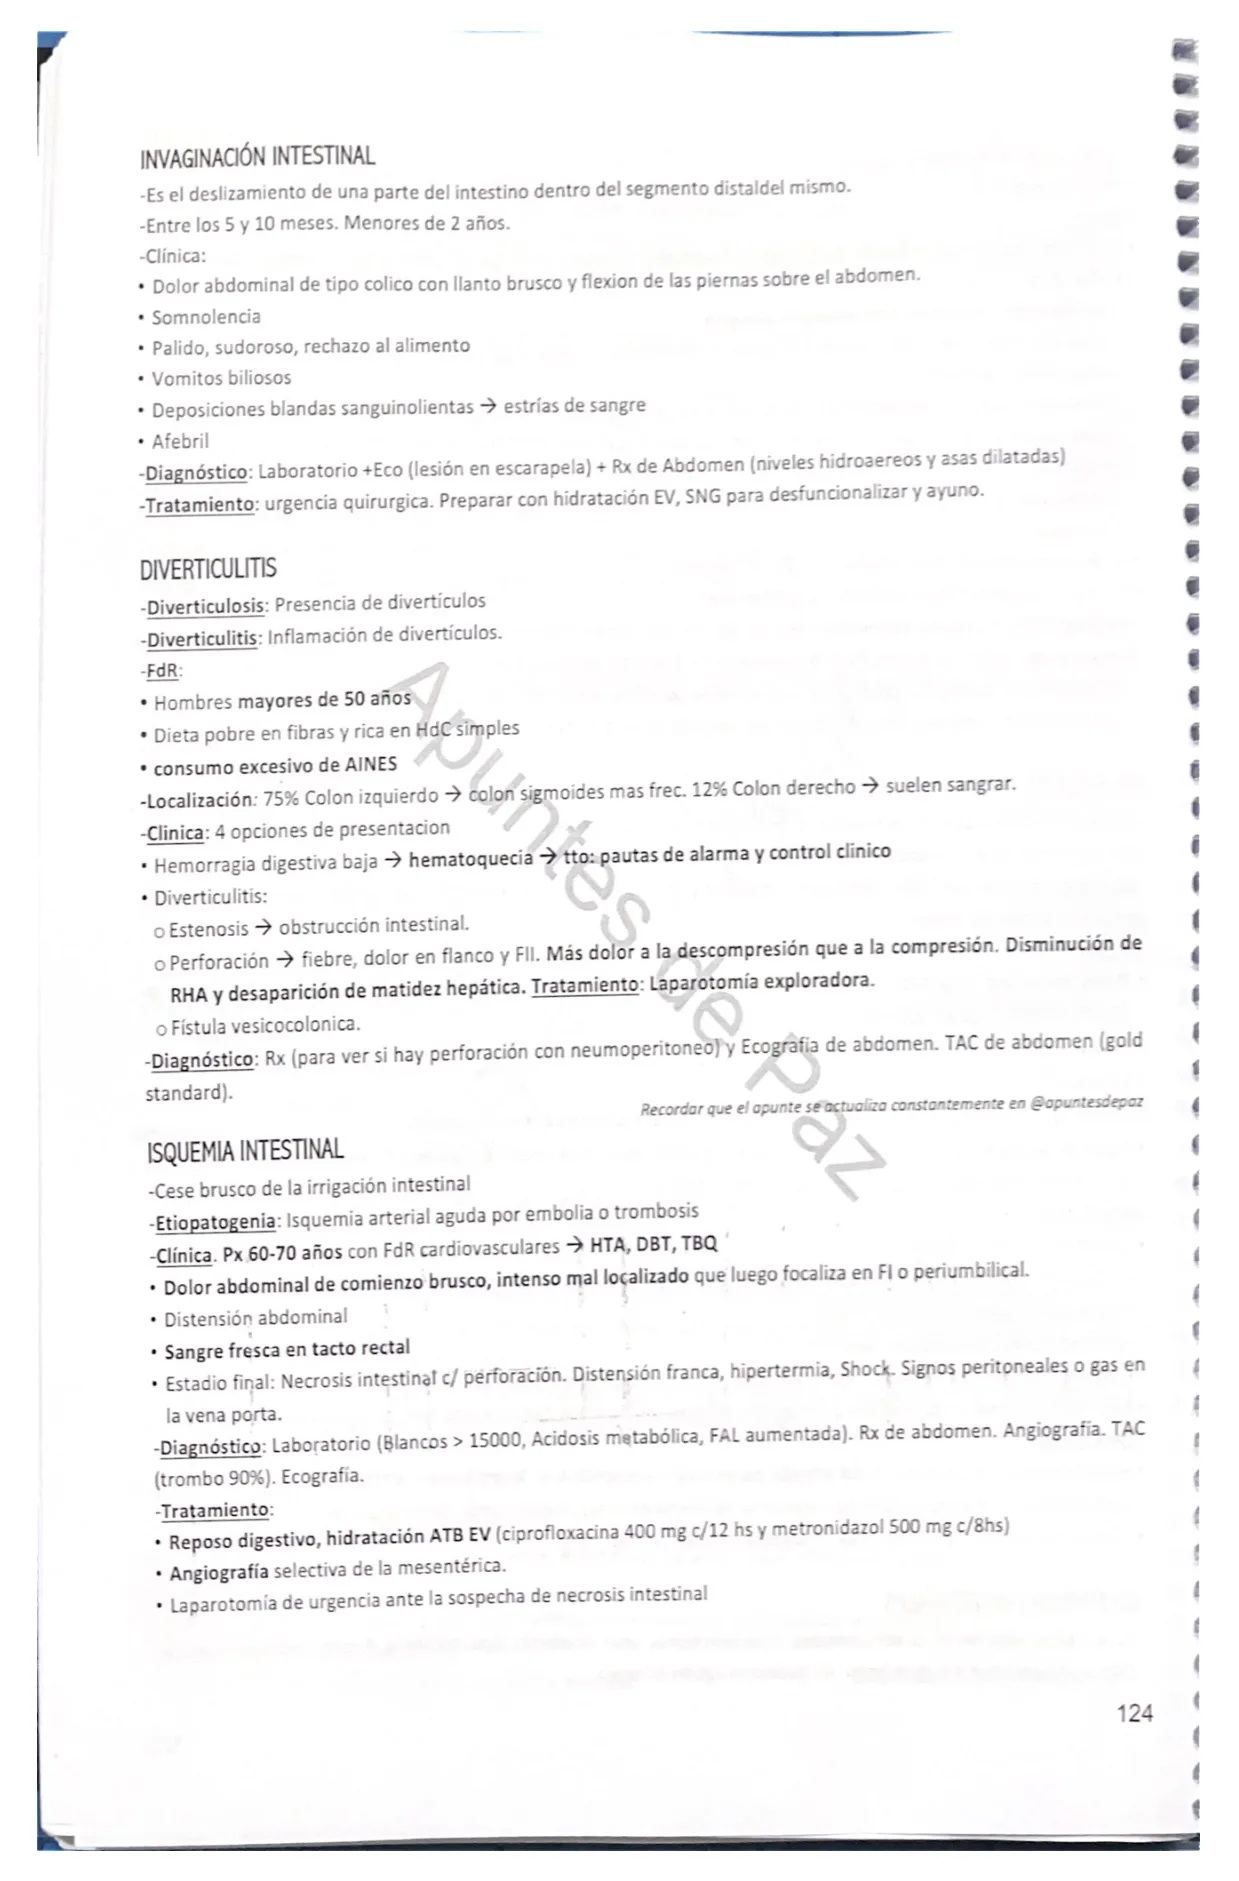 INVAGINACIÓN INTESTINAL
-Es el deslizamiento de una parte del intestino dentro del segmento distaldel mismo.
-Entre los 5 y 10 meses. Menores de 2 años.
-Clínica:
• Dolor abdominal de tipo colico con llanto brusco y flexion de las piernas sobre el abdomen.
• Somnolencia
• Palido, sudoroso, rechazo al alimento
• Vomitos biliosos
• Deposiciones blandas sanguinolientas → estrías de sangre
• Afebril
-Diagnóstico: Laboratorio +Eco (lesión en escarapela) + Rx de Abdomen (niveles hidroaereos y asas dilatadas)
-Tratamiento: urgencia quirurgica. Preparar con hidratación EV, SNG para desfuncionalizar y ayuno.
DIVERTICULITIS
-Diverticulosis: Presencia de divertículos
-Diverticulitis: Inflamación de divertículos.
-FdR:
• Hombres mayores de 50 años
• Dieta pobre en fibras y rica en HdC simples
• consumo excesivo de AINES
-Localización: 75% Colon izquierdo → colon sigmoides mas frec. 12% Colon derecho → suelen sangrar.
-Clinica: 4 opciones de presentacion
• Hemorragia digestiva baja → hematoquecia → tto: pautas de alarma y control clinico
• Diverticulitis:
o Estenosis → obstrucción intestinal.
o Perforación → fiebre, dolor en flanco y FII. Más dolor a la descompresión que a la compresión. Disminución de
RHA y desaparición de matidez hepática. Tratamiento: Laparotomía exploradora.
o Fístula vesicocolonica.
-Diagnóstico: Rx (para ver si hay perforación con neumoperitoneo) y Ecografía de abdomen. TAC de abdomen (gold
standard).
Recordar que el apunte se actualiza constantemente en @apuntesdepaz
Apuntes de Paz
ISQUEMIA INTESTINAL
-Cese brusco de la irrigación intestinal
-Etiopatogenia: Isquemia arterial aguda por embolia o trombosis
-Clínica. Px 60-70 años con FdR cardiovasculares → HTA, DBT, TBQ
• Dolor abdominal de comienzo brusco, intenso mal localizado que luego focaliza en FI o periumbilical.
• Distensión abdominal
• Sangre fresca en tacto rectal
• Estadio final: Necrosis intestinal c/ perforación. Distensión franca, hipertermia, Shock. Signos peritoneales o gas en
la vena porta.
-Diagnóstico: Laboratorio (Blancos > 15000, Acidosis metabólica, FAL aumentada). Rx de abdomen. Angiografía. TAC
(trombo 90%). Ecografía.
-Tratamiento:
• Reposo digestivo, hidratación ATB EV (ciprofloxacina 400 mg c/12 hs y metronidazol 500 mg c/8hs)
• Angiografía selectiva de la mesentérica.
• Laparotomía de urgencia ante la sospecha de necrosis intestinal
124